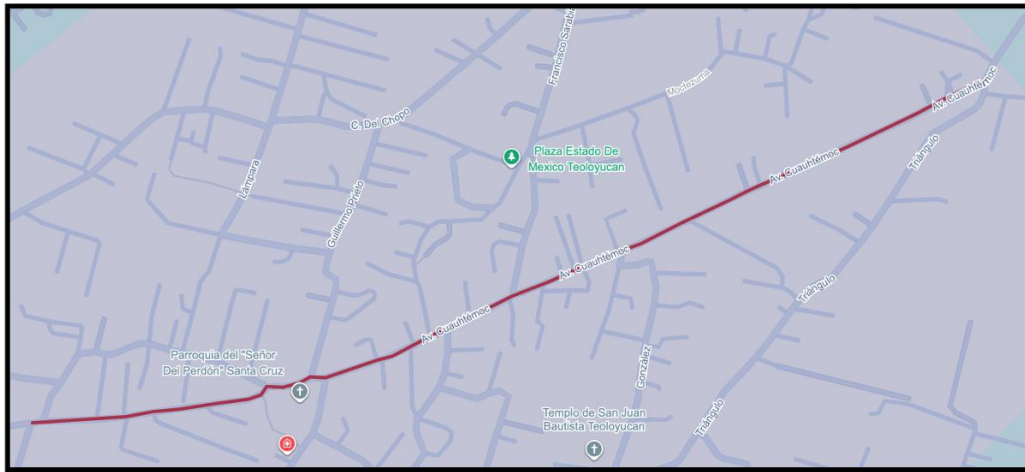 Francisco Sarabia
Moctezuma
Av. Cuauhtémoc
C. Del Chopo
Triángulo
Plaza Estado De
Mexico Teoloyucan
Lámpara
Av. Cuauhtémoc
Guillermo Prieto
Av. Cuauhtémoc
Triángulo
Av. Cuauhtémoc
Parroquia del "Señor
Del Perdón" Santa Cruz
González
Templo de San Juan
Bautista Teoloyucan
Triángulo